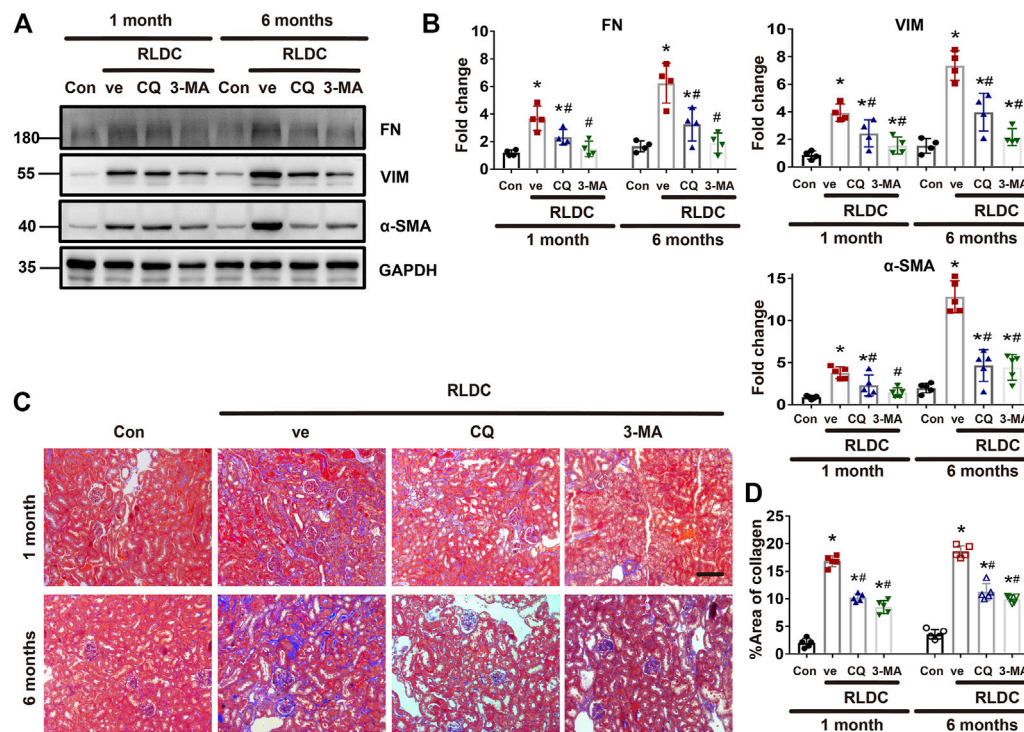 A
1 month 6 months
RLDC RLDC
Con ve CQ 3-MA Con ve CQ 3-MA
180 FN
55 VIM
40 α-SMA
35 GAPDH
B
FN
Fold change
10
8
6
4
2
0
* *# # * *# #
Con ve CQ 3-MA Con ve CQ 3-MA
RLDC RLDC
1 month 6 months
VIM
Fold change
10
8
6
4
2
0
* *# *# * *# *#
Con ve CQ 3-MA Con ve CQ 3-MA
RLDC RLDC
1 month 6 months
α-SMA
Fold change
15
10
5
0
* *# # * *# *#
Con ve CQ 3-MA Con ve CQ 3-MA
RLDC RLDC
1 month 6 months
C
RLDC
Con ve CQ 3-MA
1 month
6 months
D
%Area of collagen
25
20
15
10
5
0
* *# *# * *# *#
Con ve CQ 3-MA Con ve CQ 3-MA
RLDC RLDC
1 month 6 months